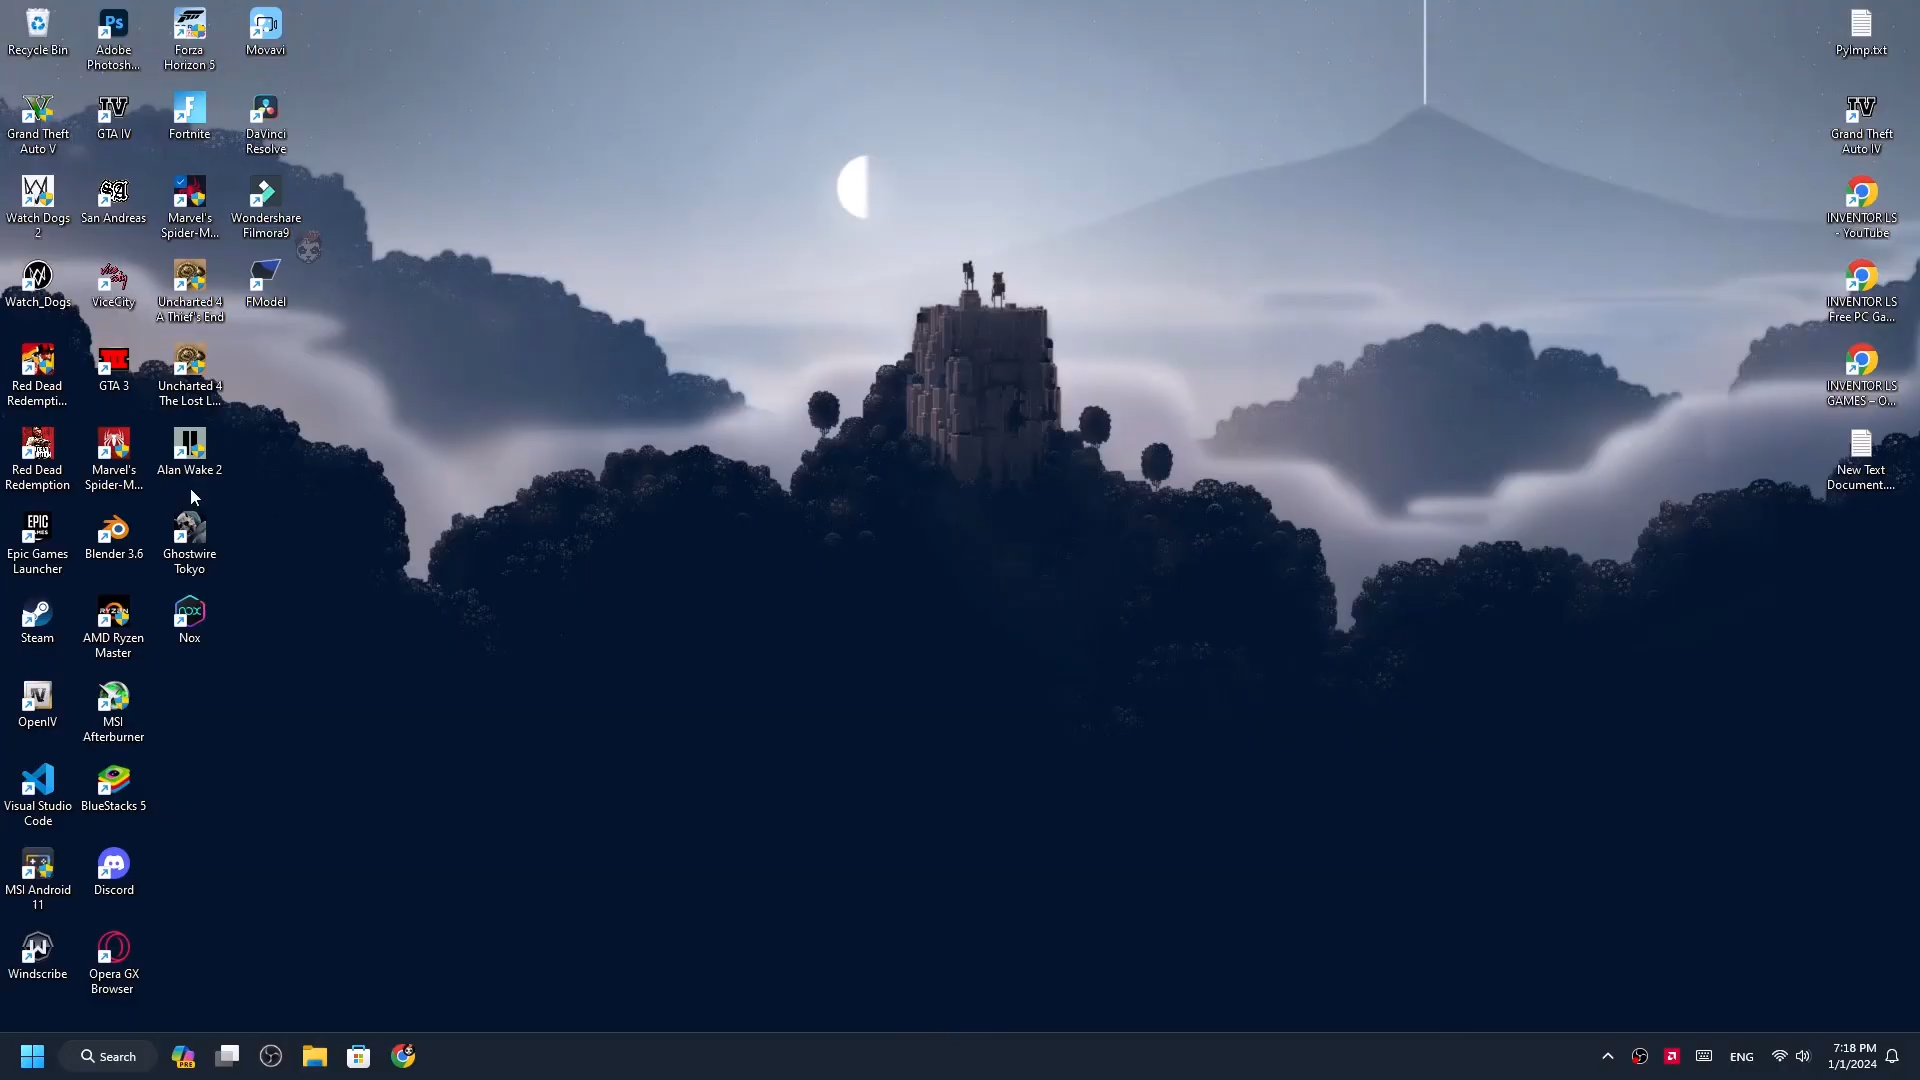 Recycle Bin
Adobe
Photosh...
Forza
Horizon 5
Movavi
Grand Theft
Auto V
GTA IV
Fortnite
DaVinci
Resolve
Watch Dogs
2
San Andreas
Marvel's
Spider-M...
Wondershare
Filmora9
Watch_Dogs
ViceCity
Uncharted 4
A Thief's End
FModel
Red Dead
Redempti...
GTA 3
Uncharted 4
The Lost L...
Red Dead
Redemption
Marvel's
Spider-M...
Alan Wake 2
Epic Games
Launcher
Blender 3.6
Ghostwire
Tokyo
Steam
AMD Ryzen
Master
Nox
OpenIV
MSI
Afterburner
Visual Studio
Code
BlueStacks 5
MSI Android
11
Discord
Windscribe
Opera GX
Browser
PyImp.txt
Grand Theft
Auto IV
INVENTOR LS
- YouTube
INVENTOR LS
Free PC Ga...
INVENTOR LS
GAMES – O...
New Text
Document....
Search
ENG
7:18 PM
1/1/2024